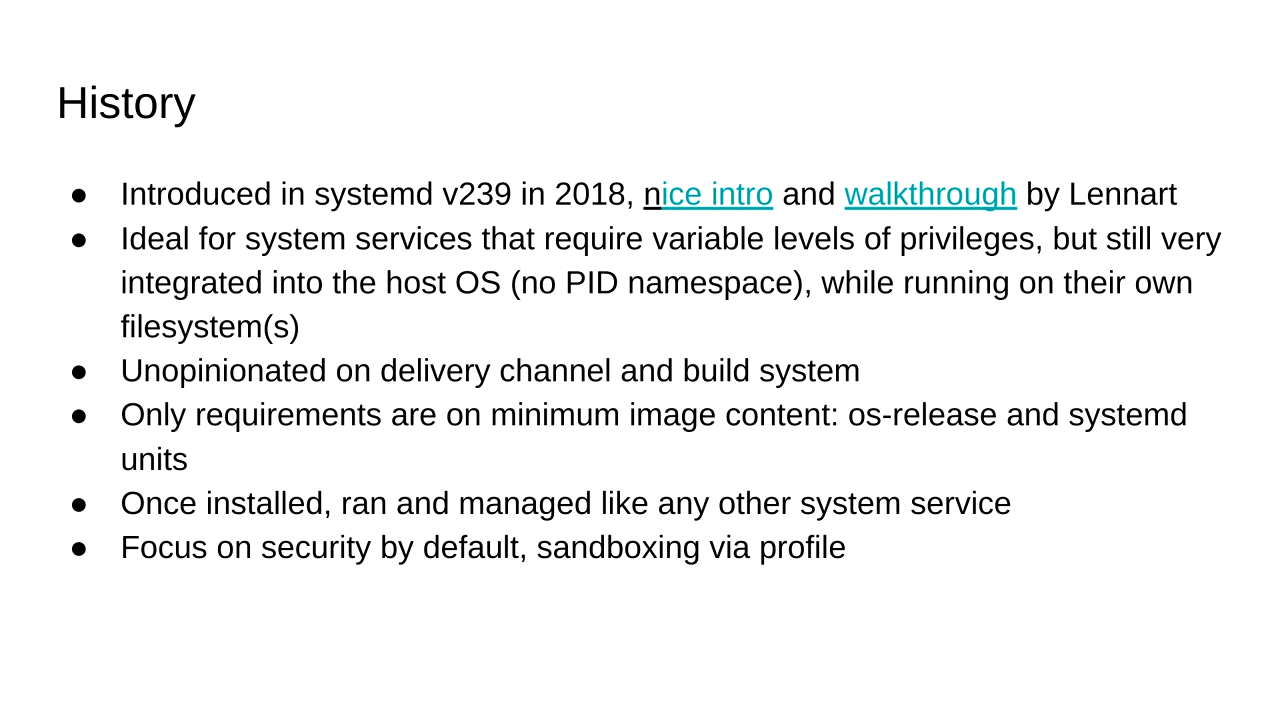 History
● Introduced in systemd v239 in 2018, nice intro and walkthrough by Lennart
● Ideal for system services that require variable levels of privileges, but still very
integrated into the host OS (no PID namespace), while running on their own
filesystem(s)
● Unopinionated on delivery channel and build system
● Only requirements are on minimum image content: os-release and systemd
units
● Once installed, ran and managed like any other system service
● Focus on security by default, sandboxing via profile